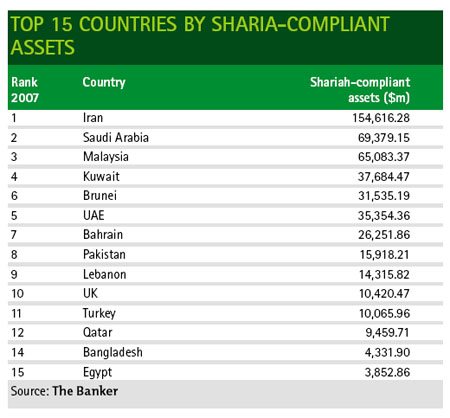 TOP 15 COUNTRIES BY SHARIA-COMPLIANT
ASSETS
Rank 2007 Country Shariah-compliant assets ($m)
1 Iran 154,616.28
2 Saudi Arabia 69,379.15
3 Malaysia 65,083.37
4 Kuwait 37,684.47
6 Brunei 31,535.19
5 UAE 35,354.36
7 Bahrain 26,251.86
8 Pakistan 15,918.21
9 Lebanon 14,315.82
10 UK 10,420.47
11 Turkey 10,065.96
12 Qatar 9,459.71
14 Bangladesh 4,331.90
15 Egypt 3,852.86
Source: The Banker